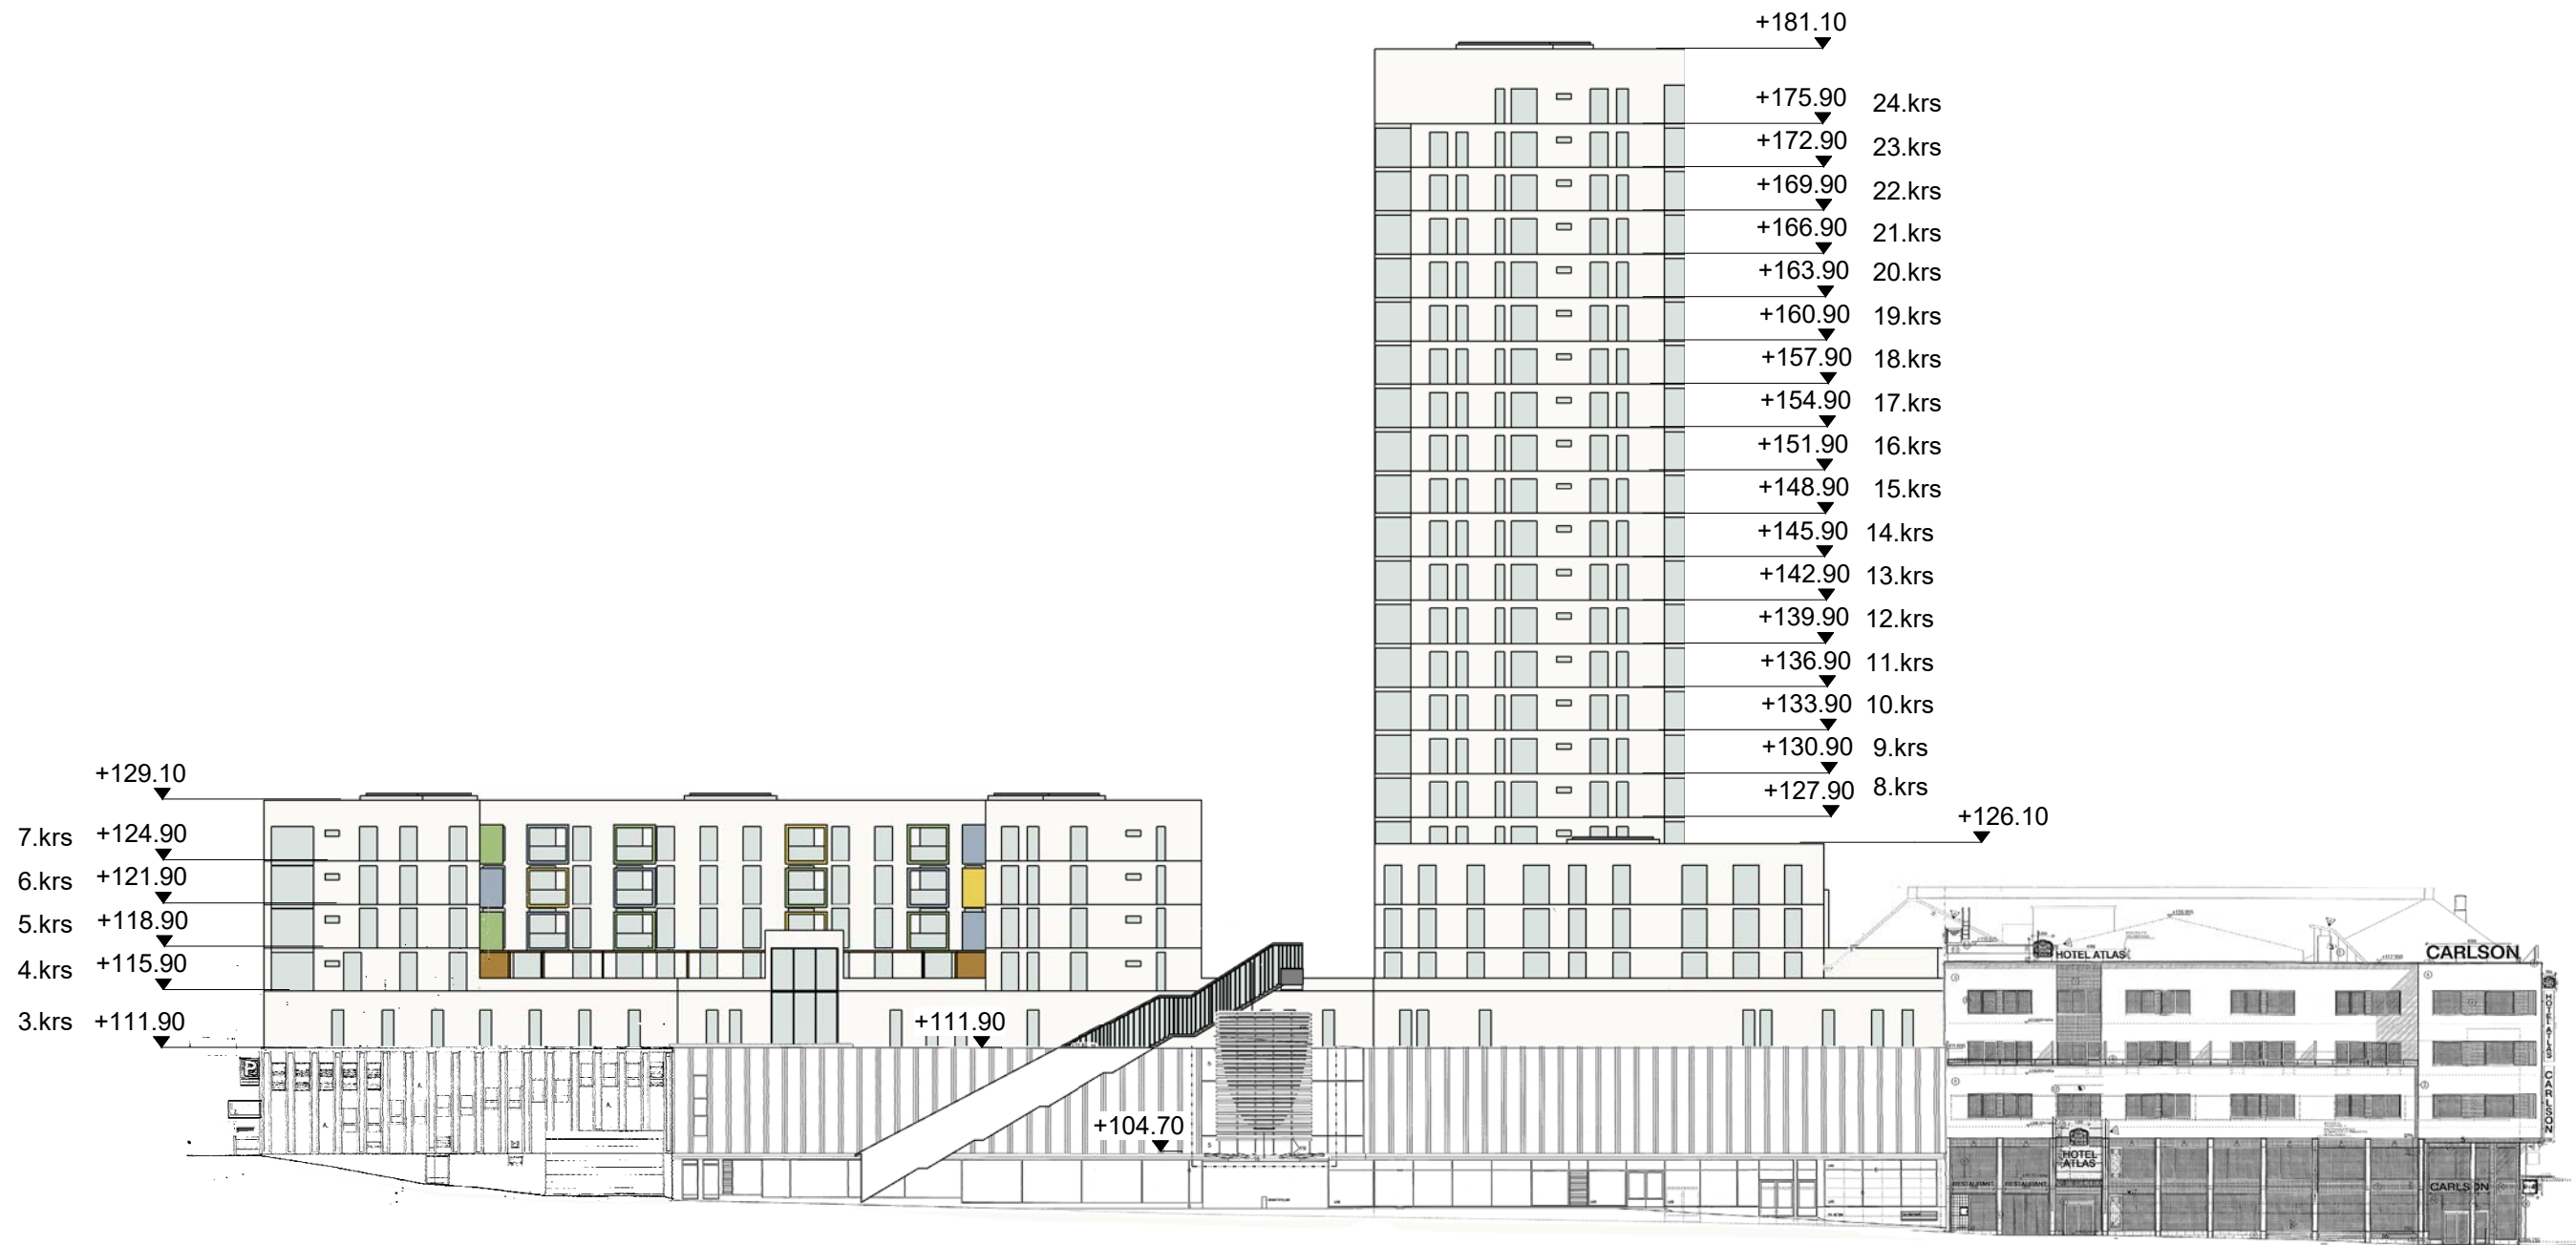 +181.10
+175.90 24.krs
+172.90 23.krs
+169.90 22.krs
+166.90 21.krs
+163.90 20.krs
+160.90 19.krs
+157.90 18.krs
+154.90 17.krs
+151.90 16.krs
+148.90 15.krs
+145.90 14.krs
+142.90 13.krs
+139.90 12.krs
+136.90 11.krs
+133.90 10.krs
+130.90 9.krs
+127.90 8.krs
+126.10
+129.10
7.krs +124.90
6.krs +121.90
5.krs +118.90
4.krs +115.90
3.krs +111.90
+111.90
+104.70
HOTEL ATLAS
CARLSON
HOTEL ATLAS CARLSON
HOTEL
ATLAS
RESTAURANT
RESTAURANT
CARLSON
P